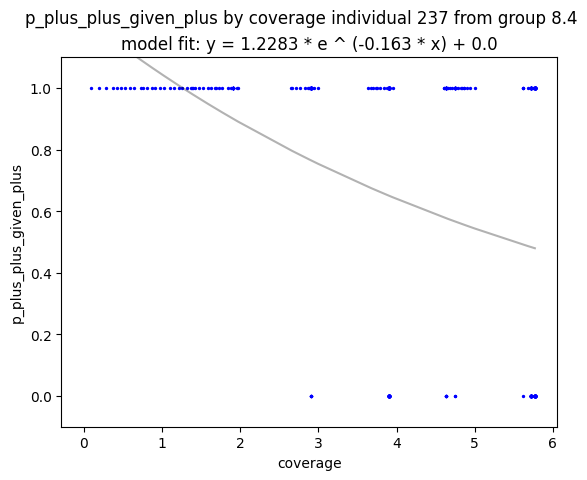 p_plus_plus_given_plus by coverage individual 237 from group 8.4
model fit: y = 1.2283 * e ^ (-0.163 * x) + 0.0
1.0
0.8
0.6
0.4
0.2
0.0
p_plus_plus_given_plus
0 1 2 3 4 5 6
coverage